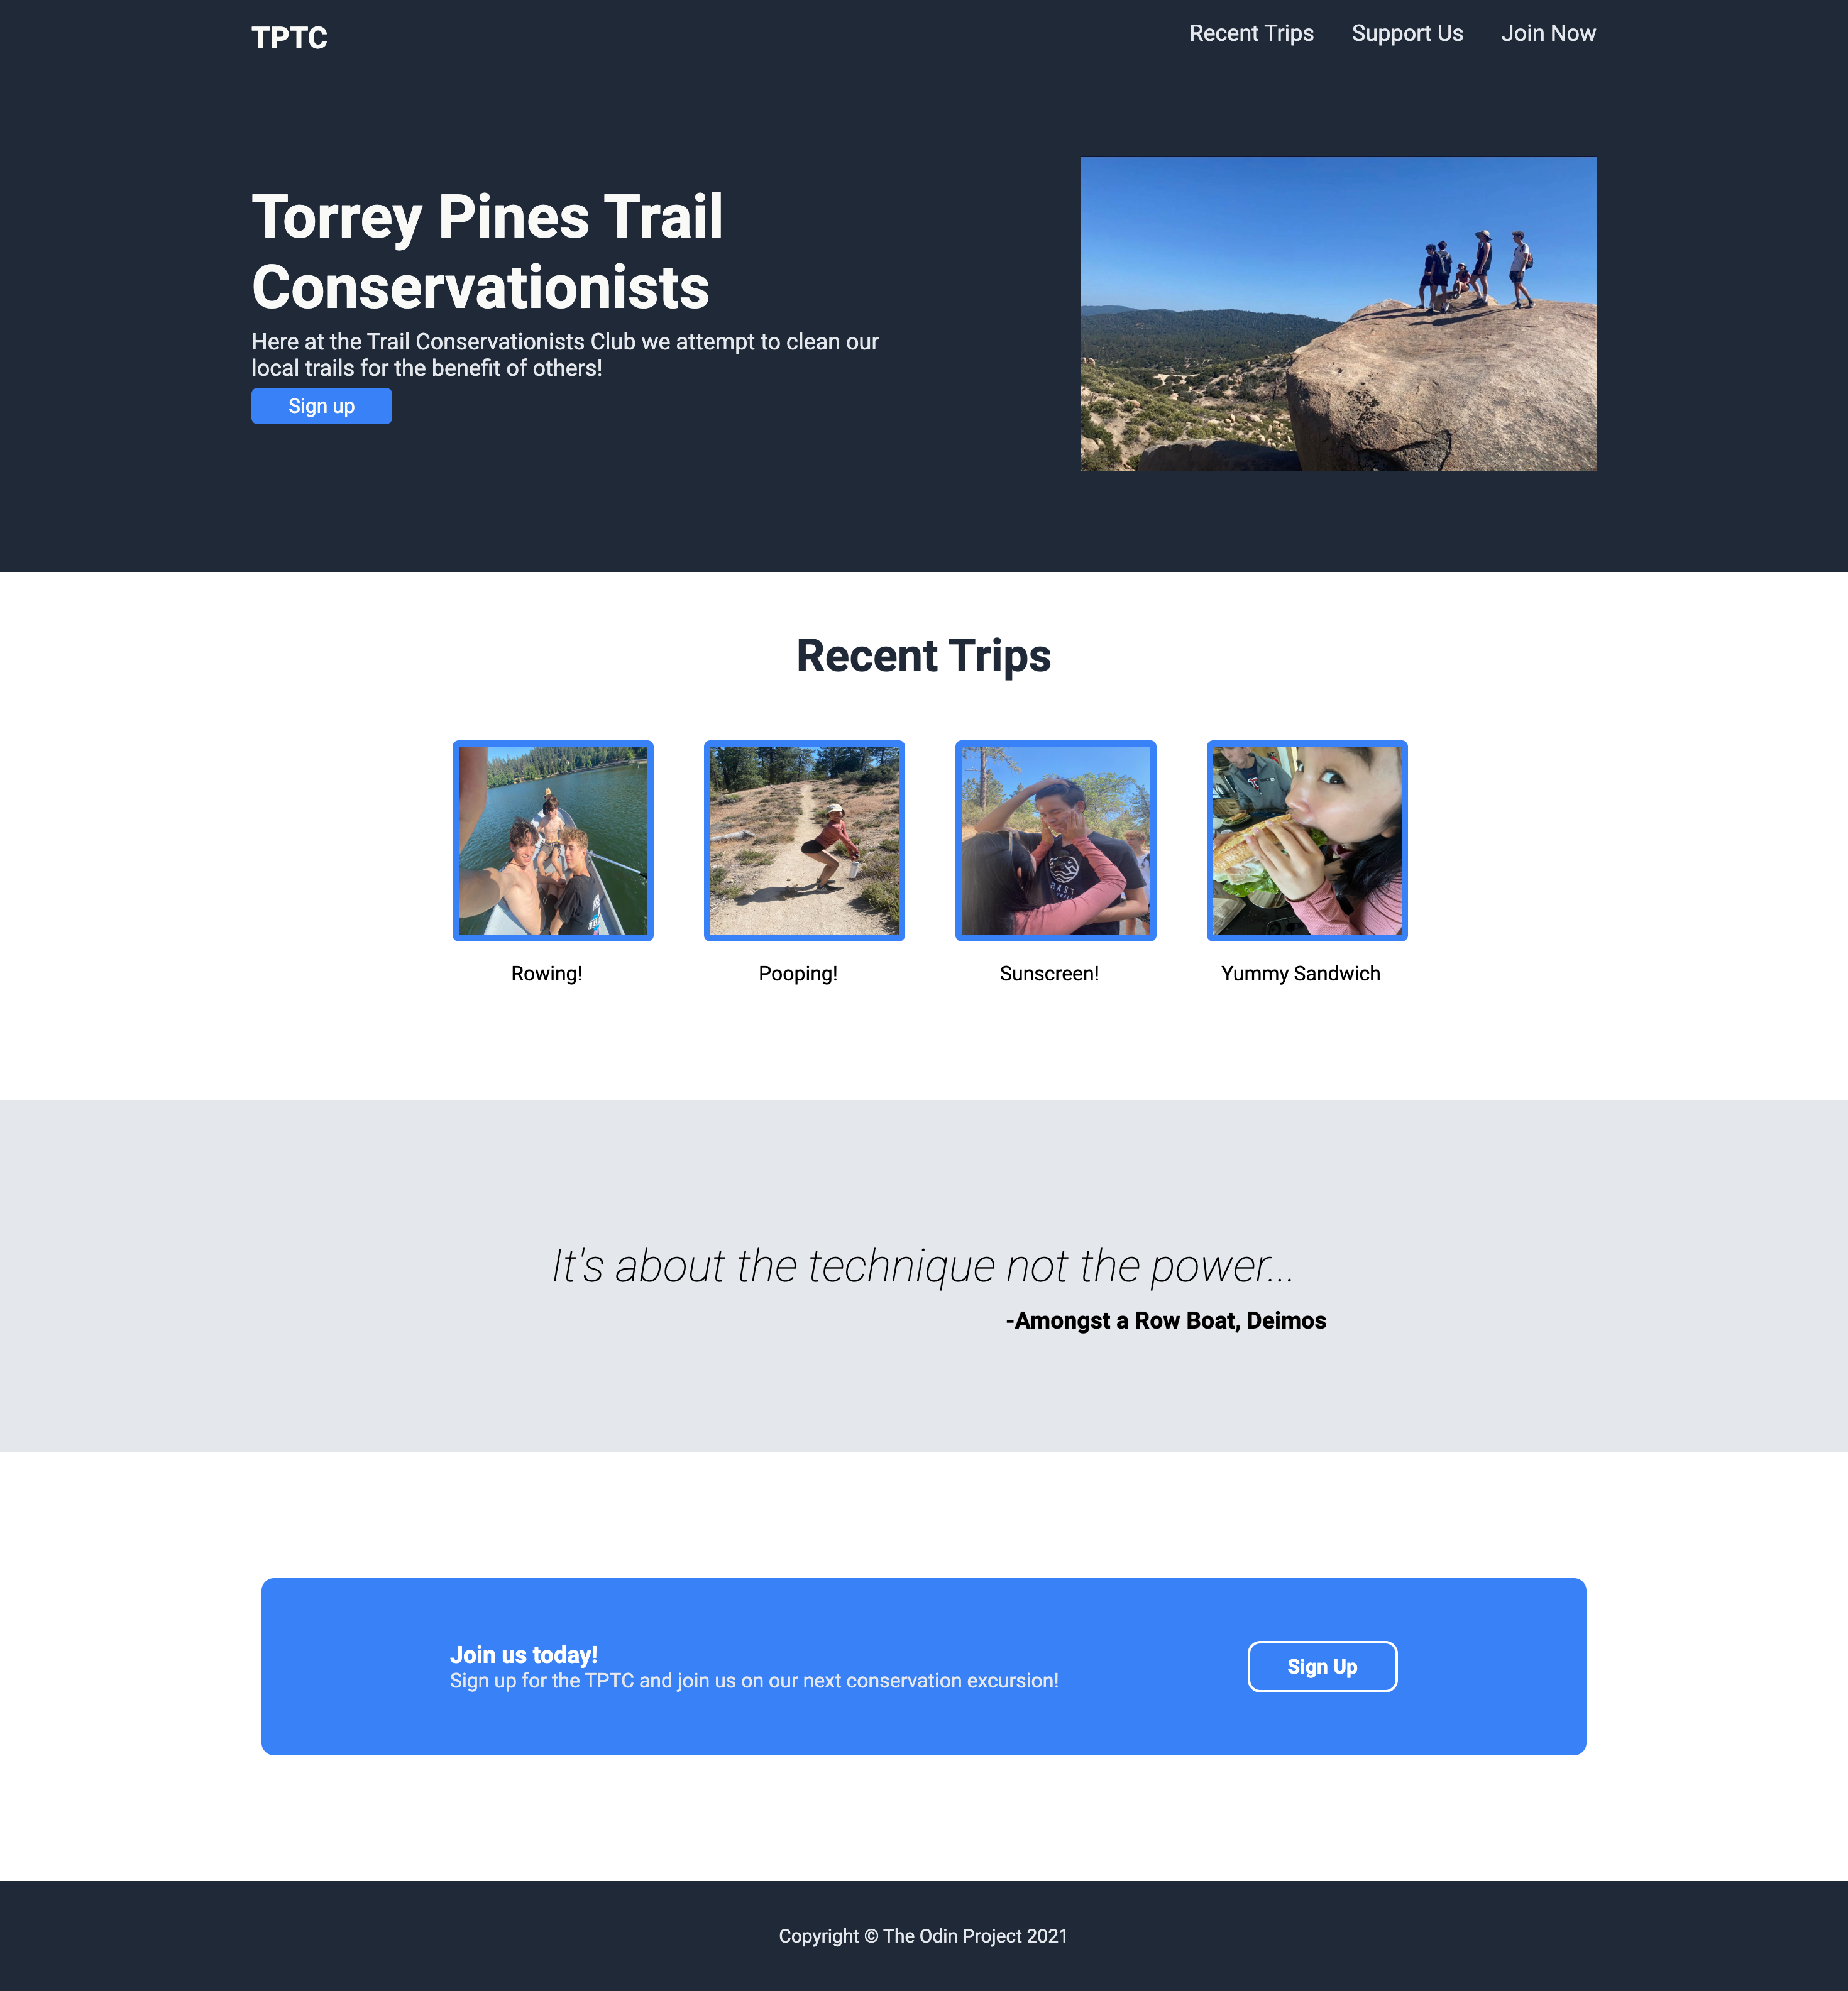 TPTC
Recent Trips
Support Us
Join Now
Torrey Pines Trail
Conservationists
Here at the Trail Conservationists Club we attempt to clean our
local trails for the benefit of others!
Sign up
Recent Trips
Rowing!
Pooping!
Sunscreen!
Yummy Sandwich
It's about the technique not the power...
-Amongst a Row Boat, Deimos
Join us today!
Sign up for the TPTC and join us on our next conservation excursion!
Sign Up
Copyright © The Odin Project 2021